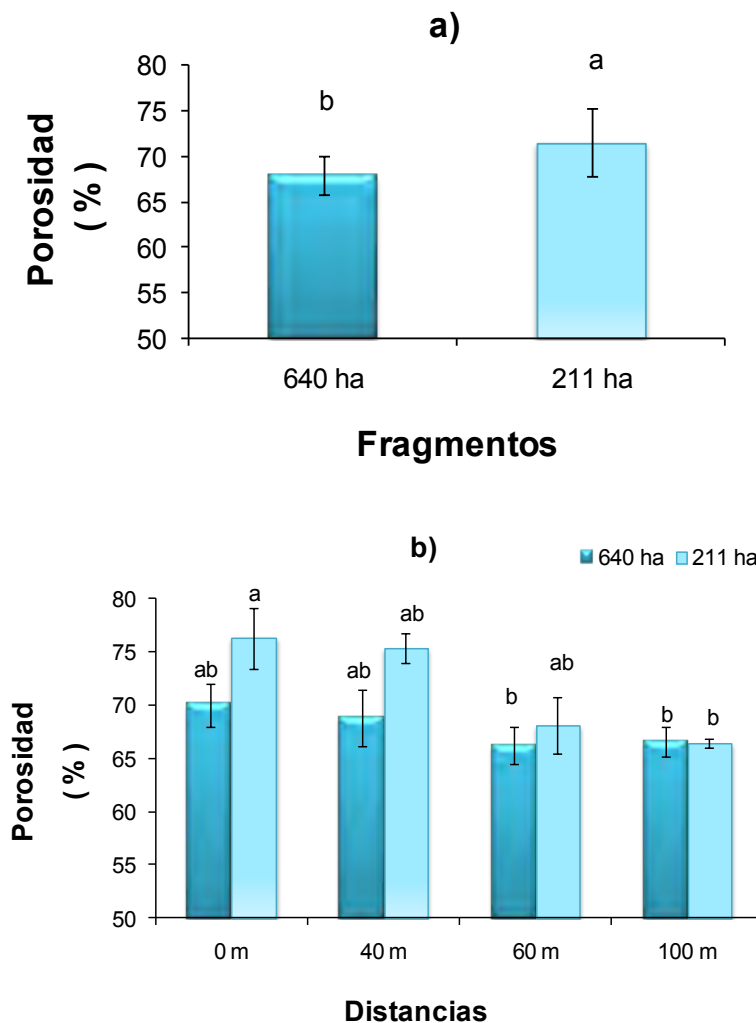 a)
80
75
70
65
60
55
50
Porosidad
( % )
b
a
640 ha
211 ha
Fragmentos
b)
640 ha
211 ha
80
75
70
65
60
55
50
Porosidad
( % )
ab
a
ab
ab
b
ab
b
b
0 m
40 m
60 m
100 m
Distancias